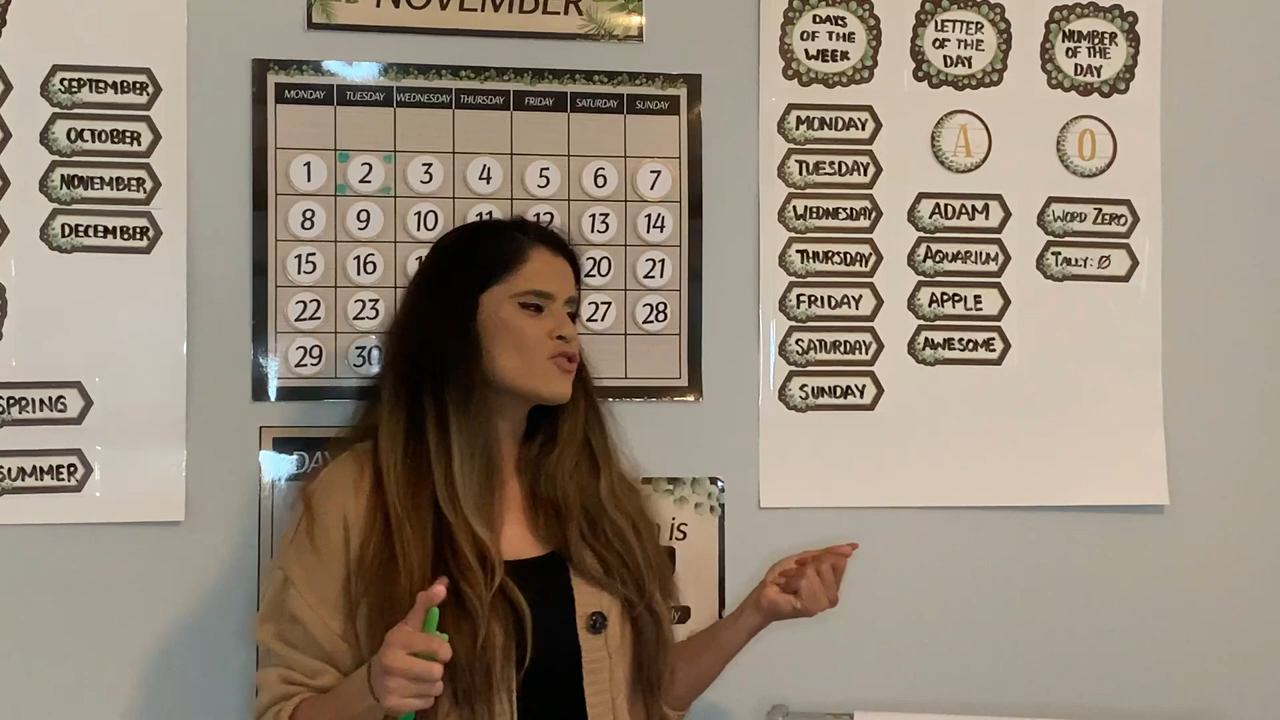 SEPTEMBER
OCTOBER
NOVEMBER
DECEMBER
SPRING
SUMMER
NOVEMBER
MONDAY TUESDAY WEDNESDAY THURSDAY FRIDAY SATURDAY SUNDAY
1 2 3 4 5 6 7
8 9 10 11 12 13 14
15 16 20 21
22 23 27 28
29 30
DAY
is
DAYS
OF THE
WEEK
MONDAY
TUESDAY
WEDNESDAY
THURSDAY
FRIDAY
SATURDAY
SUNDAY
LETTER
OF THE
DAY
A
ADAM
AQUARIUM
APPLE
AWESOME
NUMBER
OF THE
DAY
0
WORD ZERO
TALLY: Ø